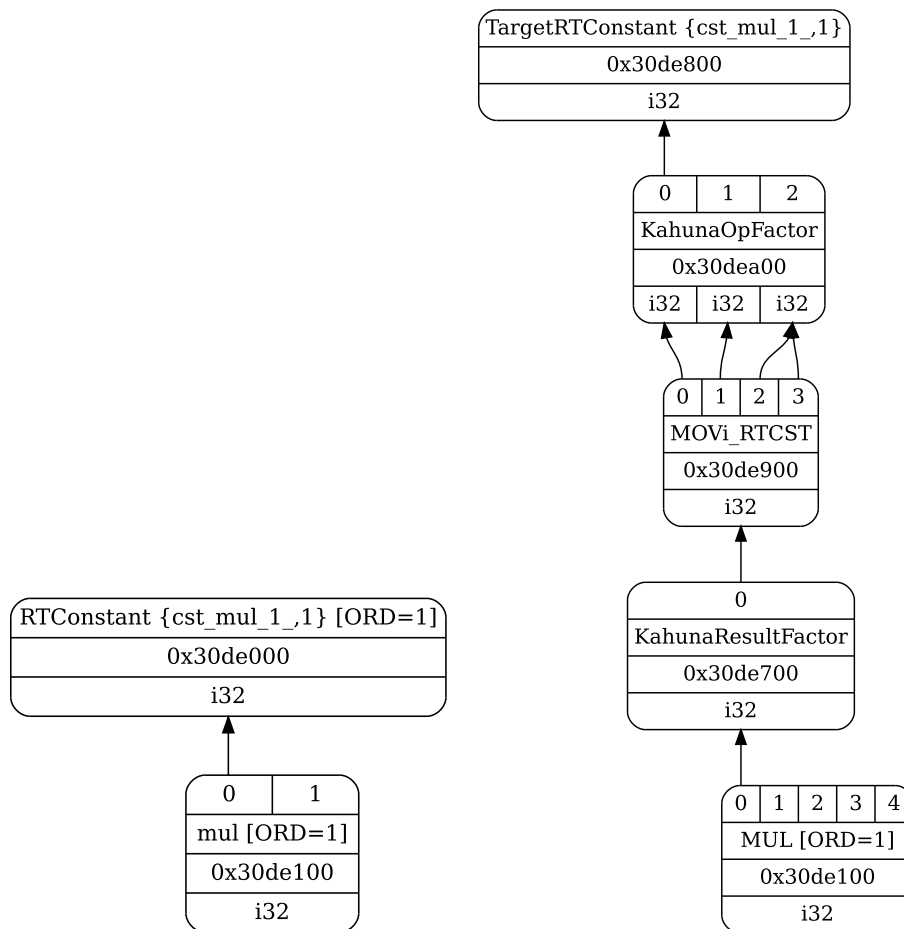 TargetRTConstant {cst_mul_1_,1}
0x30de800
i32
0 1 2
KahunaOpFactor
0x30dea00
i32 i32 i32
0 1 2 3
MOVi_RTCST
0x30de900
i32
0
KahunaResultFactor
0x30de700
i32
RTConstant {cst_mul_1_,1} [ORD=1]
0x30de000
i32
0 1
mul [ORD=1]
0x30de100
i32
0 1 2 3 4
MUL [ORD=1]
0x30de100
i32